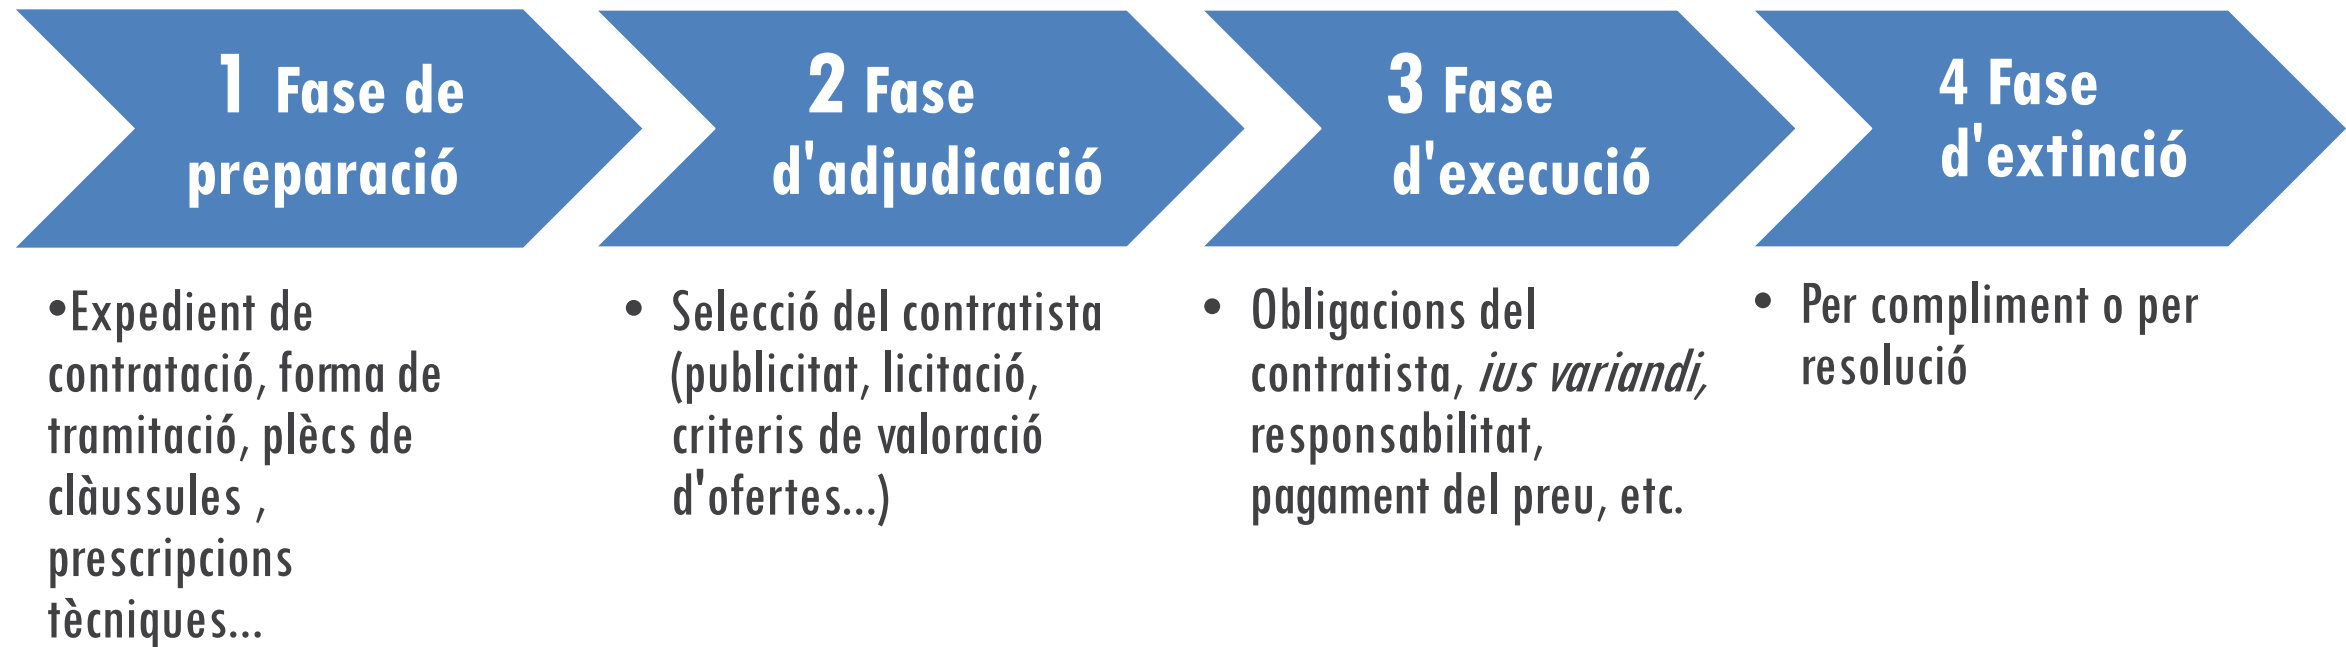 1 Fase de
preparació
•Expedient de
contratació, forma de
tramitació, plècs de
clàussules ,
prescripcions
tècniques...
2 Fase
d'adjudicació
• Selecció del contratista
(publicitat, licitació,
criteris de valoració
d'ofertes...)
3 Fase
d'execució
• Obligacions del
contratista, ius variandi,
responsabilitat,
pagament del preu, etc.
4 Fase
d'extinció
• Per compliment o per
resolució